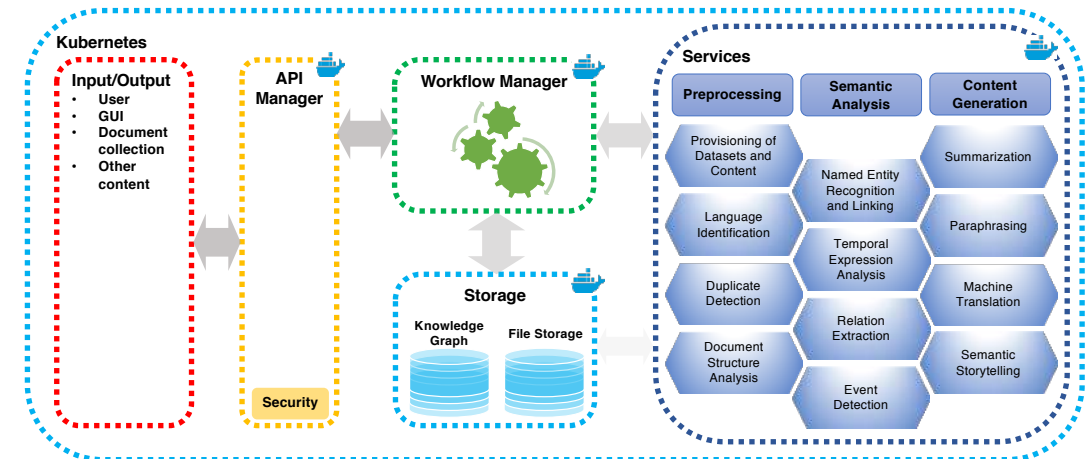 Kubernetes
Input/Output
• User
• GUI
• Document
collection
• Other
content
API
Manager
Security
Workflow Manager
Storage
Knowledge
Graph
File Storage
Services
Preprocessing
Provisioning of
Datasets and
Content
Language
Identification
Duplicate
Detection
Document
Structure
Analysis
Semantic
Analysis
Named Entity
Recognition
and Linking
Temporal
Expression
Analysis
Relation
Extraction
Event
Detection
Content
Generation
Summarization
Paraphrasing
Machine
Translation
Semantic
Storytelling